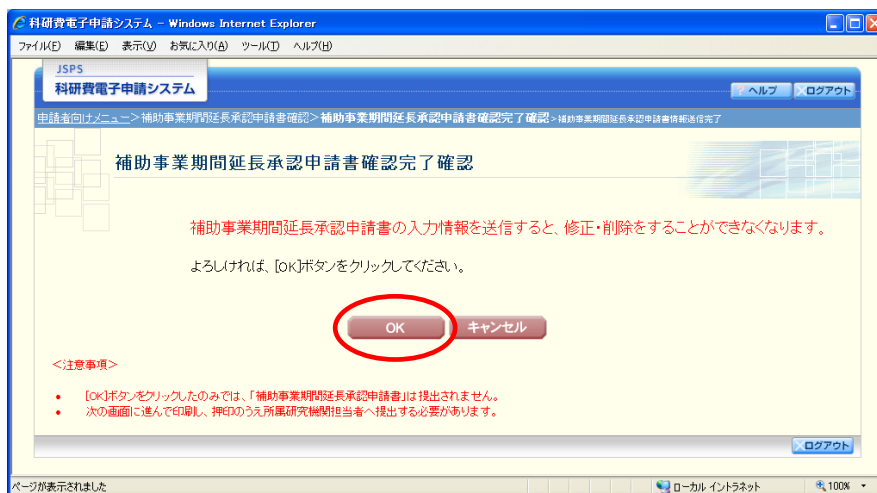 科研費電子申請システム - Windows Internet Explorer
ファイル(F) 編集(E) 表示(V) お気に入り(A) ツール(T) ヘルプ(H)
JSPS
科研費電子申請システム
? ヘルプ ログアウト
申請者向けメニュー>補助事業期間延長承認申請書確認>補助事業期間延長承認申請書確認完了確認>補助事業期間延長承認申請書情報送信完了
補助事業期間延長承認申請書確認完了確認
補助事業期間延長承認申請書の入力情報を送信すると、修正・削除をすることができなくなります。
よろしければ、[OK]ボタンをクリックしてください。
OK キャンセル
<注意事項>
• [OK]ボタンをクリックしたのみでは、「補助事業期間延長承認申請書」は提出されません。
• 次の画面に進んで印刷し、押印のうえ所属研究機関担当者へ提出する必要があります。
ログアウト
ページが表示されました ローカル イントラネット 100%